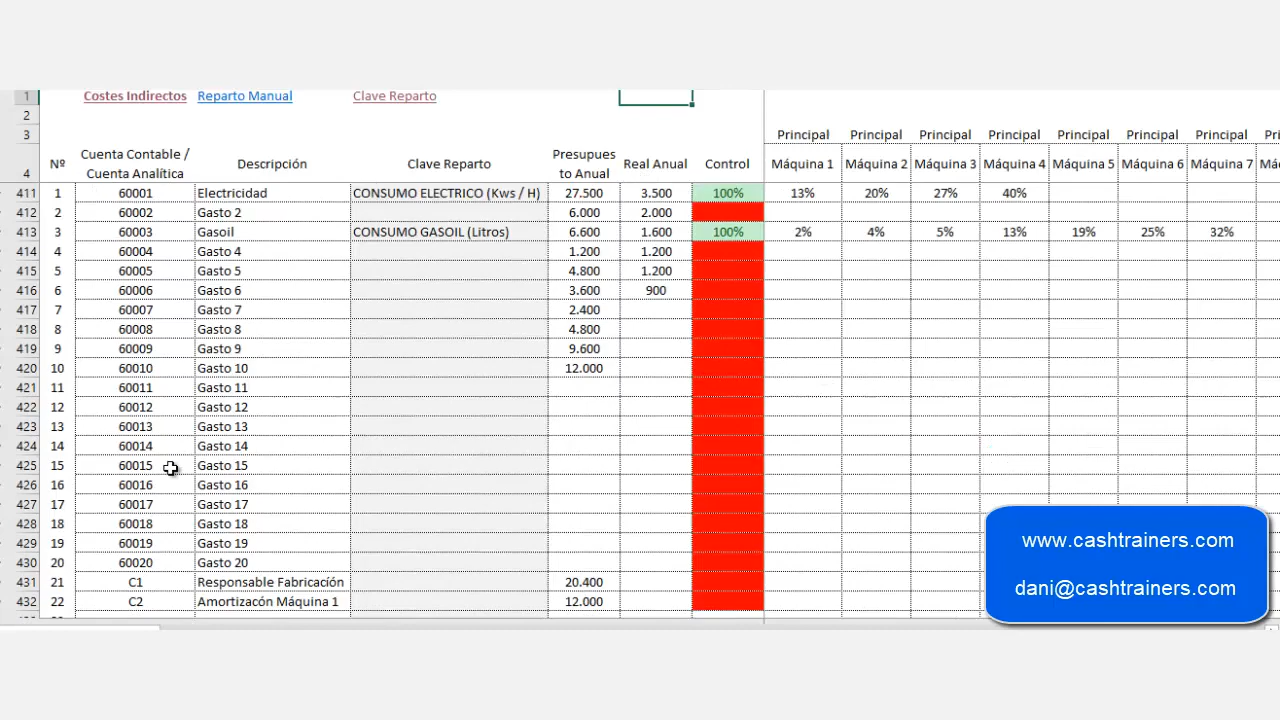 1 Costes Indirectos Reparto Manual Clave Reparto
2
3 Principal Principal Principal Principal Principal Principal Principal
4 Nº Cuenta Contable / Cuenta Analítica Descripción Clave Reparto Presupues to Anual Real Anual Control Máquina 1 Máquina 2 Máquina 3 Máquina 4 Máquina 5 Máquina 6 Máquina 7
411 1 60001 Electricidad CONSUMO ELECTRICO (Kws / H) 27.500 3.500 100% 13% 20% 27% 40%
412 2 60002 Gasto 2 6.000 2.000
413 3 60003 Gasoil CONSUMO GASOIL (Litros) 6.600 1.600 100% 2% 4% 5% 13% 19% 25% 32%
414 4 60004 Gasto 4 1.200 1.200
415 5 60005 Gasto 5 4.800 1.200
416 6 60006 Gasto 6 3.600 900
417 7 60007 Gasto 7 2.400
418 8 60008 Gasto 8 4.800
419 9 60009 Gasto 9 9.600
420 10 60010 Gasto 10 12.000
421 11 60011 Gasto 11
422 12 60012 Gasto 12
423 13 60013 Gasto 13
424 14 60014 Gasto 14
425 15 60015 Gasto 15
426 16 60016 Gasto 16
427 17 60017 Gasto 17
428 18 60018 Gasto 18
429 19 60019 Gasto 19
430 20 60020 Gasto 20
431 21 C1 Responsable Fabricacíón 20.400
432 22 C2 Amortizacón Máquina 1 12.000
www.cashtrainers.com
dani@cashtrainers.com